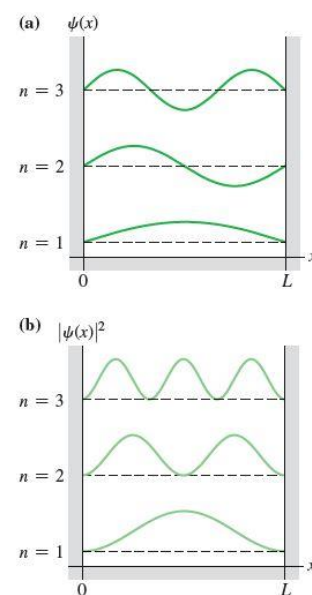 (a) ψ(x)
n = 3
n = 2
n = 1
x
0 L
(b) |ψ(x)|²
n = 3
n = 2
n = 1
x
0 L